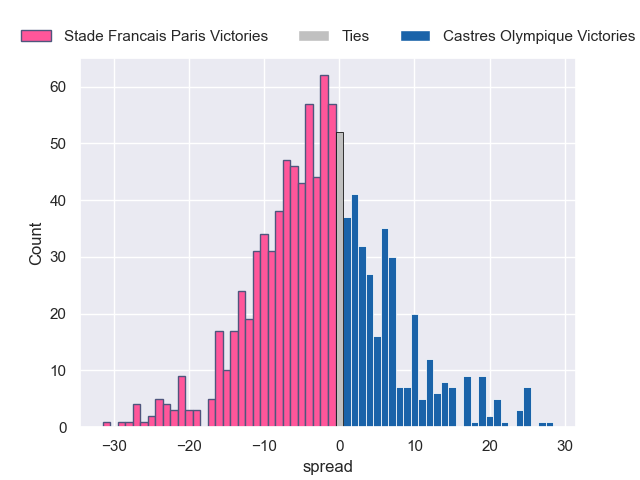 Stade Francais Paris Victories Ties Castres Olympique Victories
60
50
40
30
20
10
0
Count
−30 −20 −10 0 10 20 30
spread